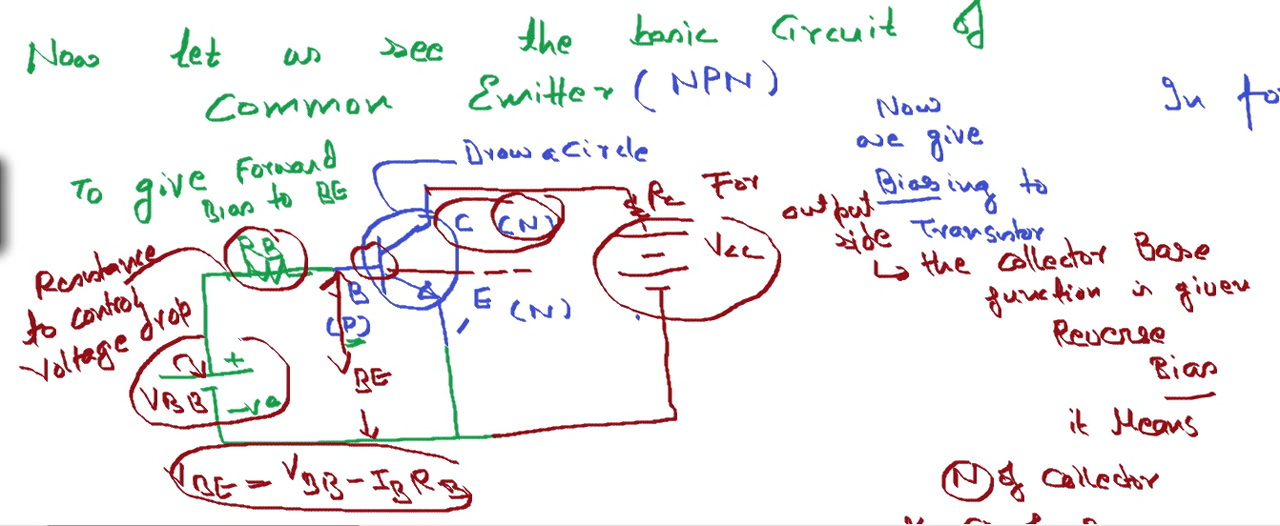 Now let us see the basic Circuit of
Common Emitter (NPN)
Draw a Circle
To give Forward
Bias to BE
Resistance
to control
voltage drop
RB
C (N)
B
(P)
E (N)
VBE
VBB
+
-ve
VBE = VBB - IBRB
RC
VCC
For
output
side
Now
we give
Biasing to
Transistor
↳ the collector Base
junction is given
Reverse
Bias
it Means
N of collector
In fo